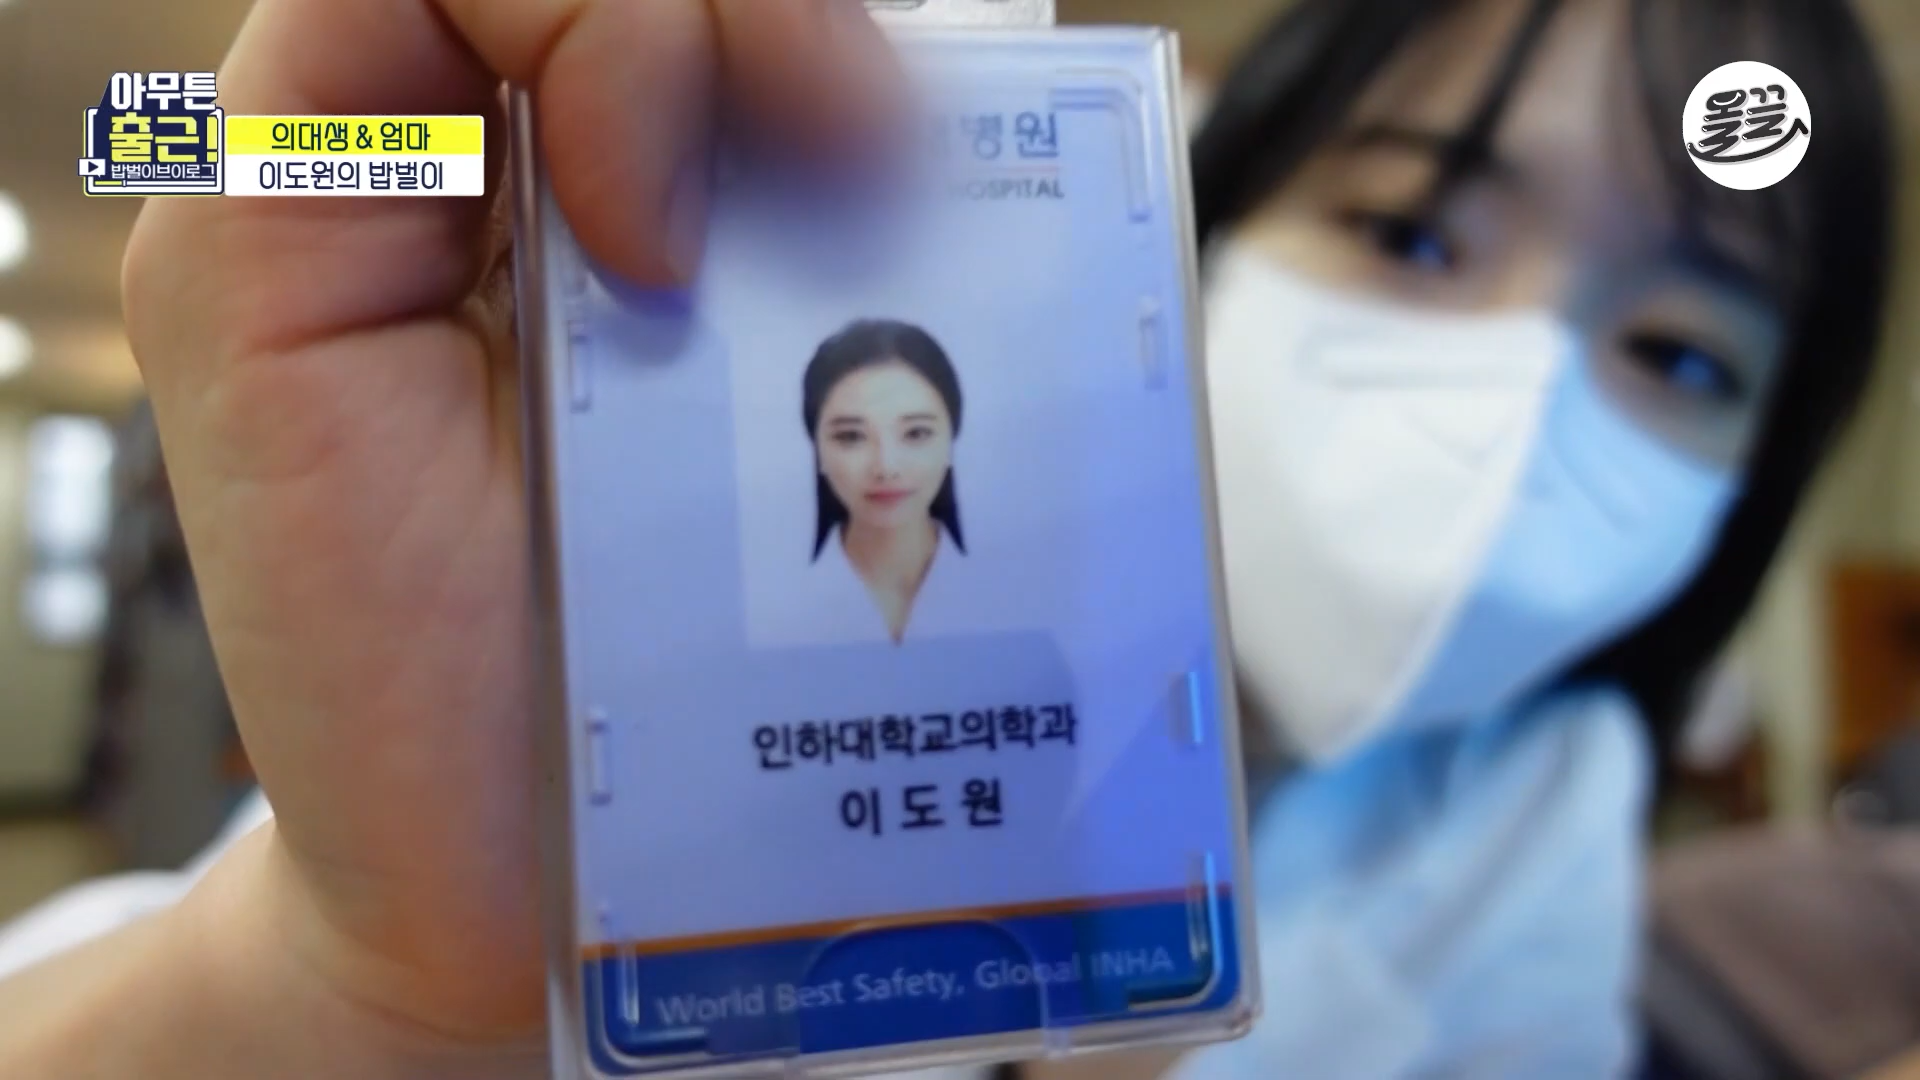 아무튼
출근!
밥벌이브이로그
의대생 & 엄마
이도원의 밥벌이
올끌
병원
HOSPITAL
인하대학교의학과
이도원
World Best Safety, Global INHA